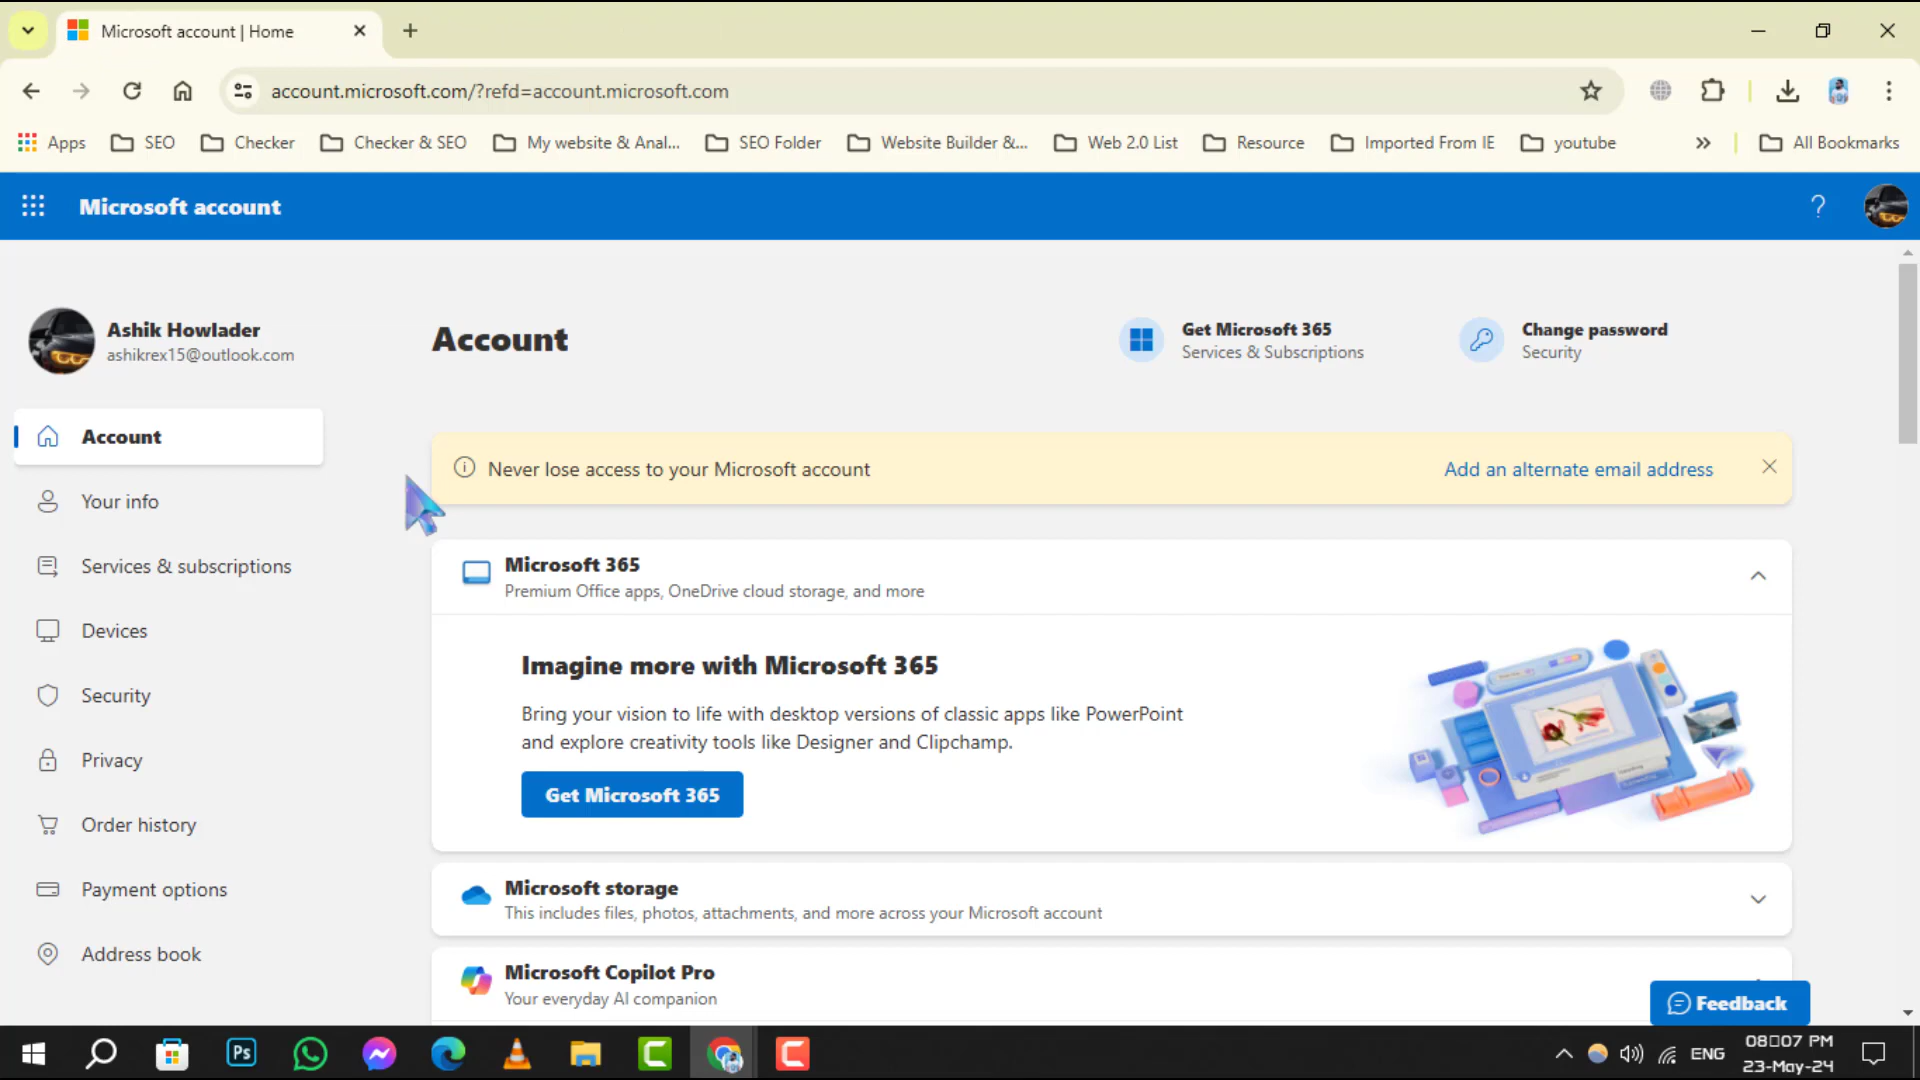 Microsoft account | Home
account.microsoft.com/?refd=account.microsoft.com
Apps
SEO
Checker
Checker & SEO
My website & Anal...
SEO Folder
Website Builder &...
Web 2.0 List
Resource
Imported From IE
youtube
All Bookmarks
Microsoft account
?
Ashik Howlader
ashikrex15@outlook.com
Account
Get Microsoft 365
Services & Subscriptions
Change password
Security
Account
Your info
Services & subscriptions
Devices
Security
Privacy
Order history
Payment options
Address book
Never lose access to your Microsoft account
Add an alternate email address
Microsoft 365
Premium Office apps, OneDrive cloud storage, and more
Imagine more with Microsoft 365
Bring your vision to life with desktop versions of classic apps like PowerPoint
and explore creativity tools like Designer and Clipchamp.
Get Microsoft 365
Microsoft storage
This includes files, photos, attachments, and more across your Microsoft account
Microsoft Copilot Pro
Your everyday AI companion
Feedback
Ps
ENG
08□07 PM
23-May-24